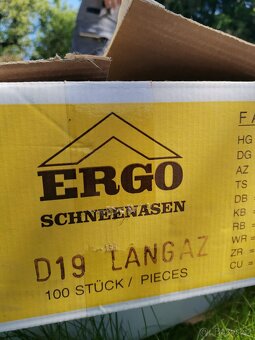 ERGO
SCHNEENASEN
D19 LANGAZ
100 STÜCK / PIECES
F A
HG
DG
AZ
TS
DB
KB =
RB =
WR =
ZR =
CU =